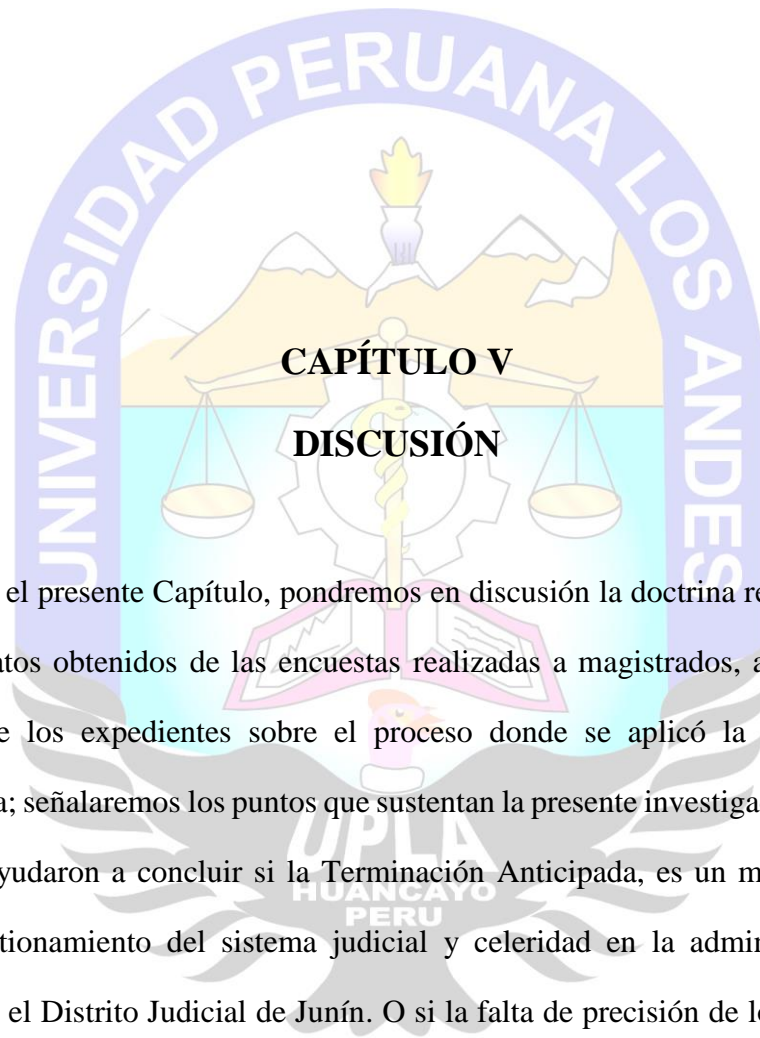 UNIVERSIDAD PERUANA LOS ANDES
CAPÍTULO V
DISCUSIÓN
el presente Capítulo, pondremos en discusión la doctrina
atos obtenidos de las encuestas realizadas a magistrados, a
e los expedientes sobre el proceso donde se aplicó la
a; señalaremos los puntos que sustentan la presente
yudaron a concluir si la Terminación Anticipada, es un
tionamiento del sistema judicial y celeridad en la
el Distrito Judicial de Junín. O si la falta de precisión de
UPLA
HUANCAYO
PERU